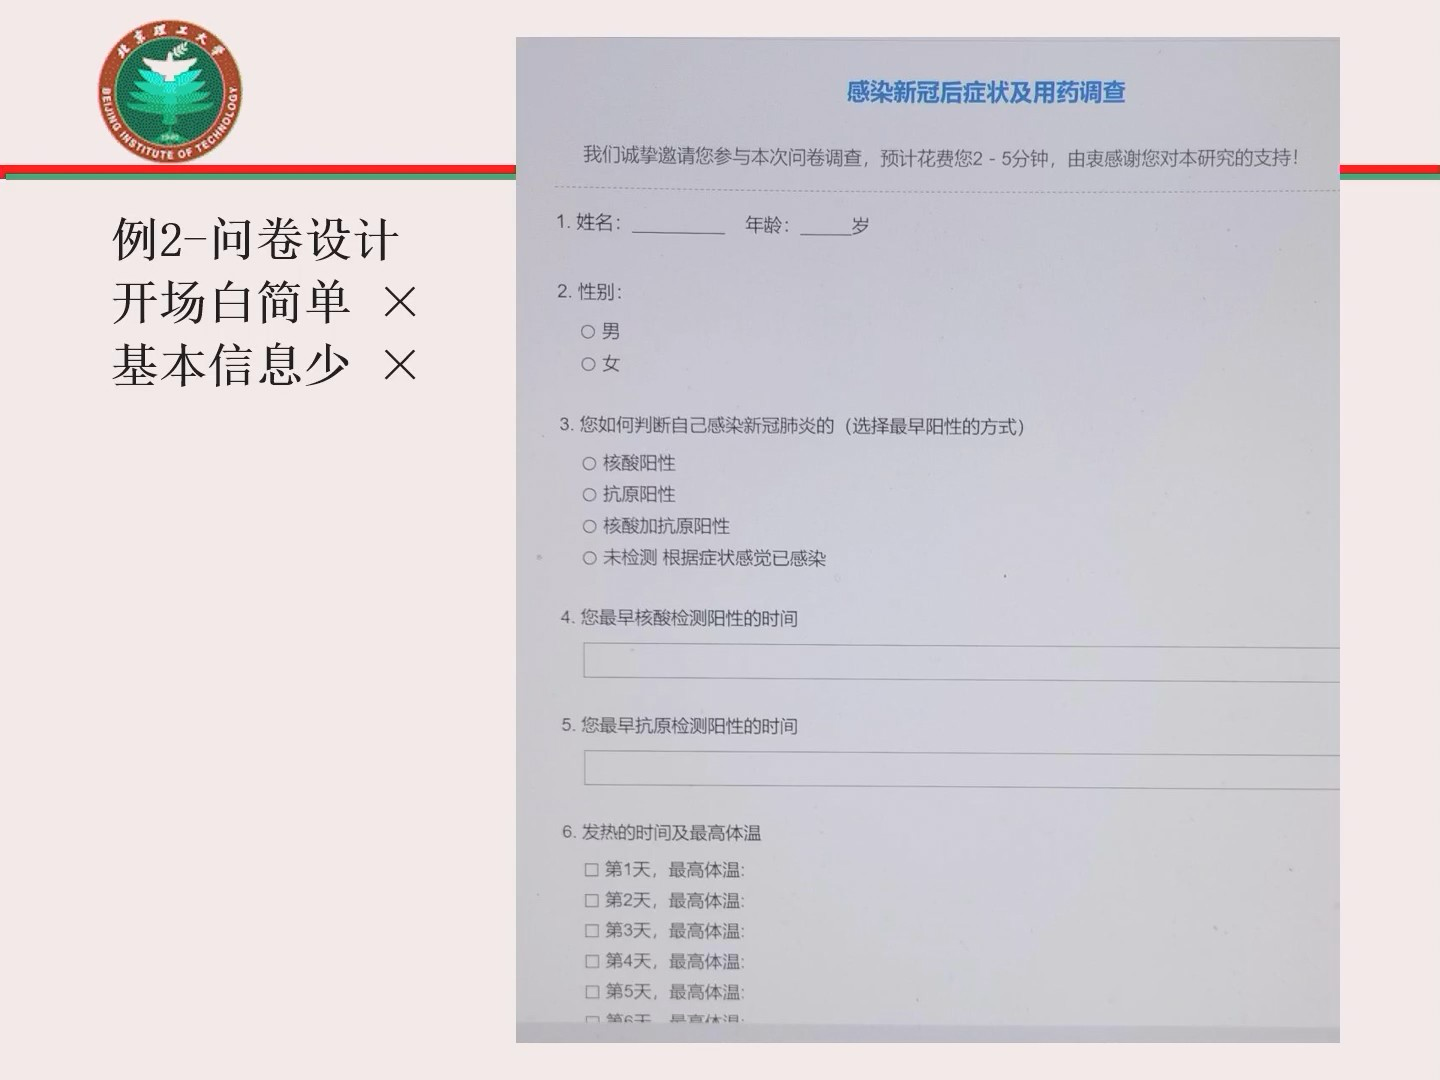 北京理工大学
BEIJING INSTITUTE OF TECHNOLOGY
1940
例2-问卷设计
开场白简单 ×
基本信息少 ×
感染新冠后症状及用药调查
我们诚挚邀请您参与本次问卷调查，预计花费您2 - 5分钟，由衷感谢您对本研究的支持！
1. 姓名：________ 年龄：_____岁
2. 性别：
○ 男
○ 女
3. 您如何判断自己感染新冠肺炎的（选择最早阳性的方式）
○ 核酸阳性
○ 抗原阳性
○ 核酸加抗原阳性
○ 未检测 根据症状感觉已感染
4. 您最早核酸检测阳性的时间
5. 您最早抗原检测阳性的时间
6. 发热的时间及最高体温
□ 第1天，最高体温:
□ 第2天，最高体温:
□ 第3天，最高体温:
□ 第4天，最高体温:
□ 第5天，最高体温:
□ 第6天，最高体温: